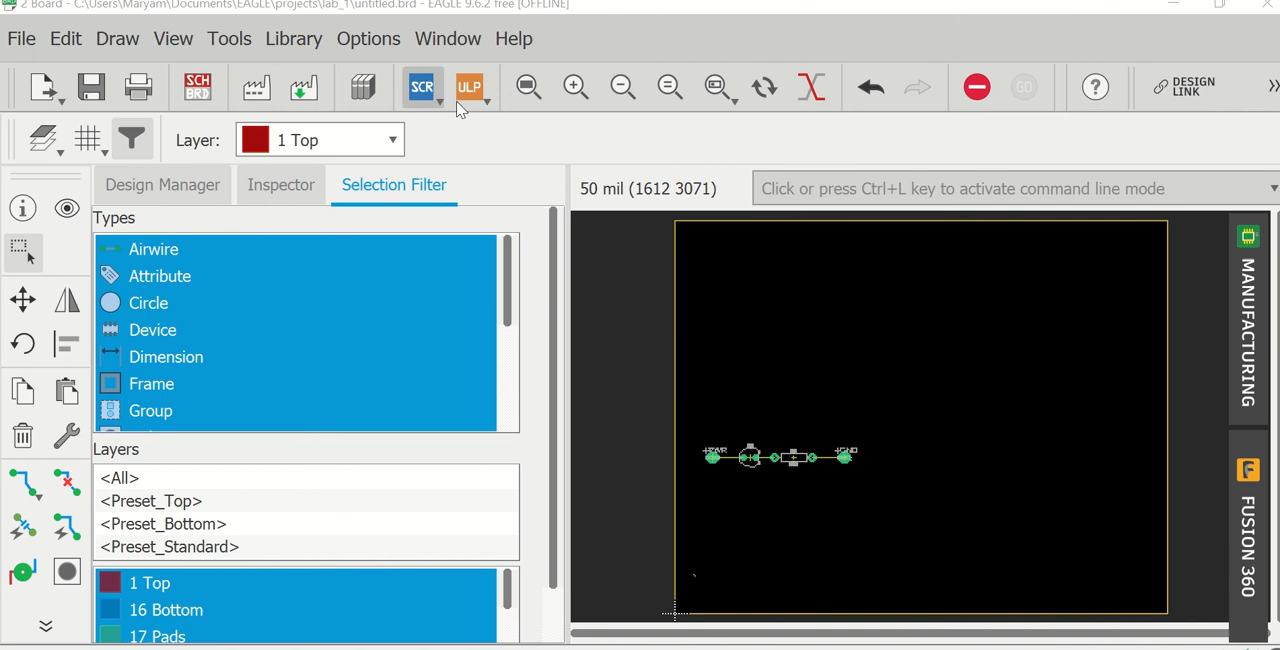 2 Board - C:\Users\Maryam\Documents\EAGLE\projects\lab_1\untitled.brd - EAGLE 9.6.2 free [OFFLINE]
File Edit Draw View Tools Library Options Window Help
SCH
BRD
SCR
ULP
GO
DESIGN
LINK
Layer: 1 Top
Design Manager Inspector Selection Filter
50 mil (1612 3071)
Click or press Ctrl+L key to activate command line mode
Types
Airwire
Attribute
Circle
Device
Dimension
Frame
Group
Layers
<All>
<Preset_Top>
<Preset_Bottom>
<Preset_Standard>
1 Top
16 Bottom
17 Pads
MANUFACTURING
FUSION 360